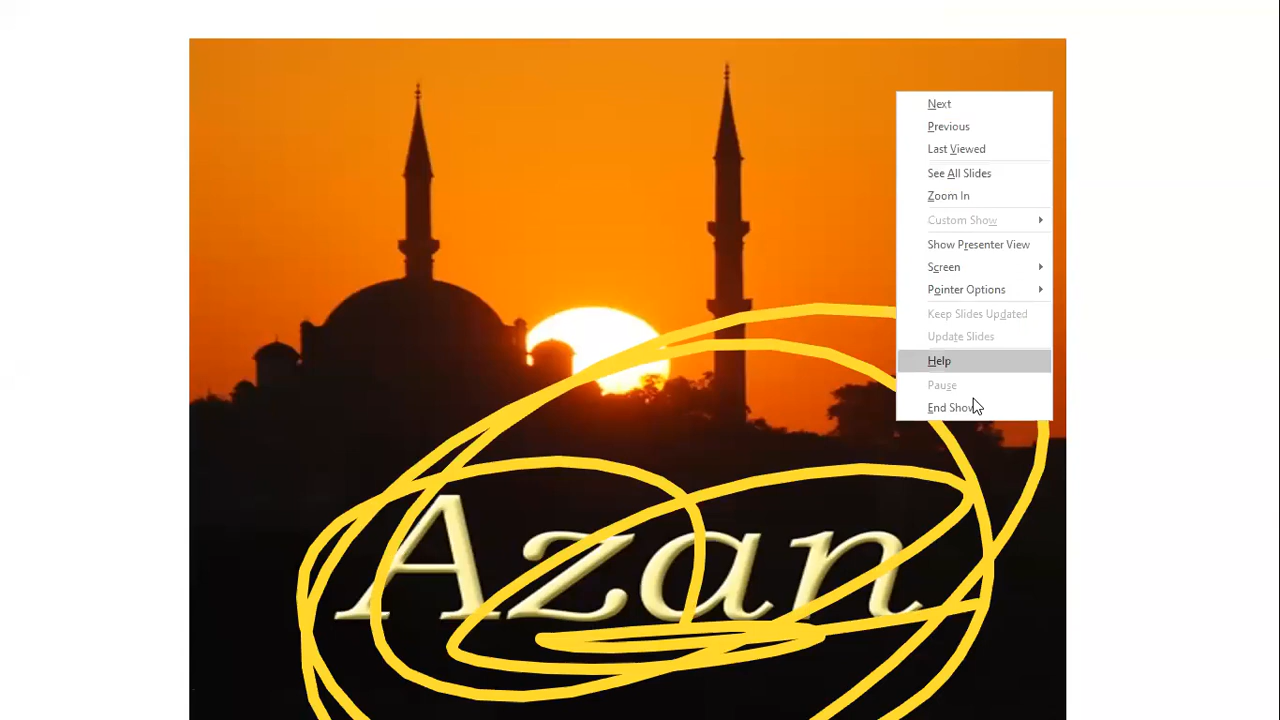 Next
Previous
Last Viewed
See All Slides
Zoom In
Custom Show
Show Presenter View
Screen
Pointer Options
Keep Slides Updated
Update Slides
Help
Pause
End Show
Azan